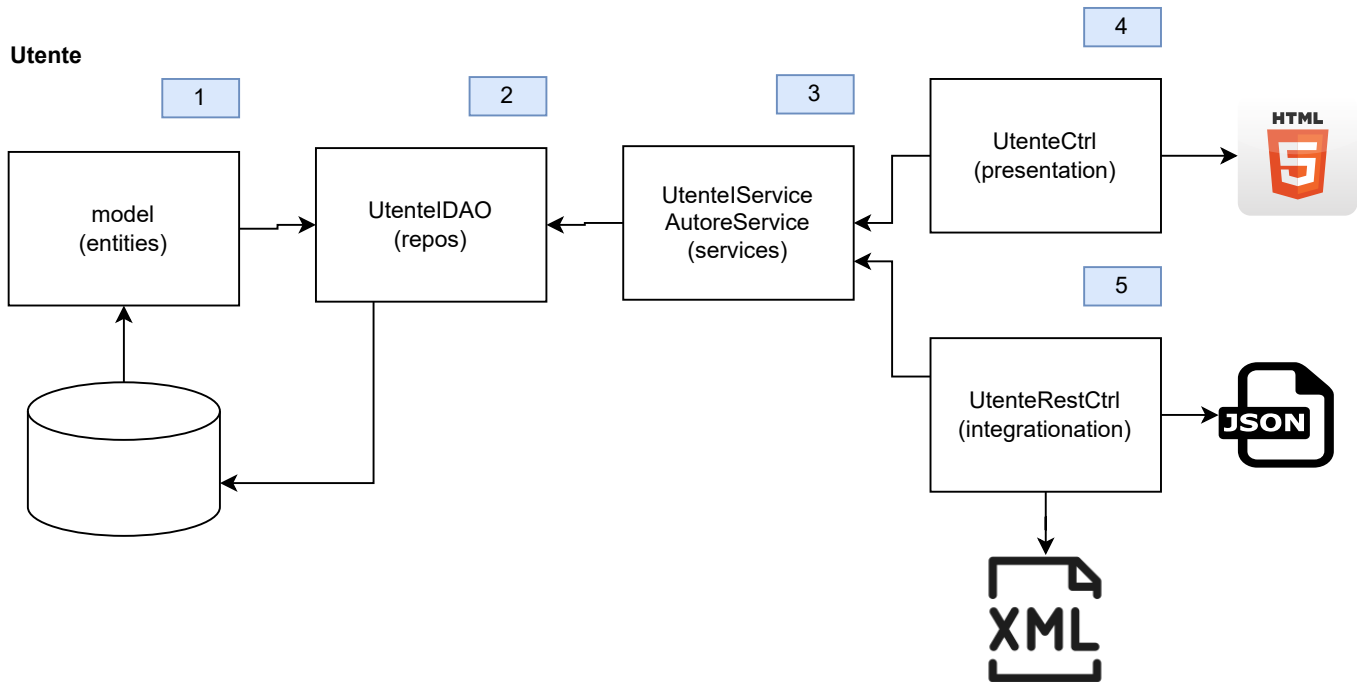 Utente
1
2
3
4
5
model
(entities)
UtenteIDAO
(repos)
UtenteIService
AutoreService
(services)
UtenteCtrl
(presentation)
HTML
5
UtenteRestCtrl
(integrationation)
JSON
XML